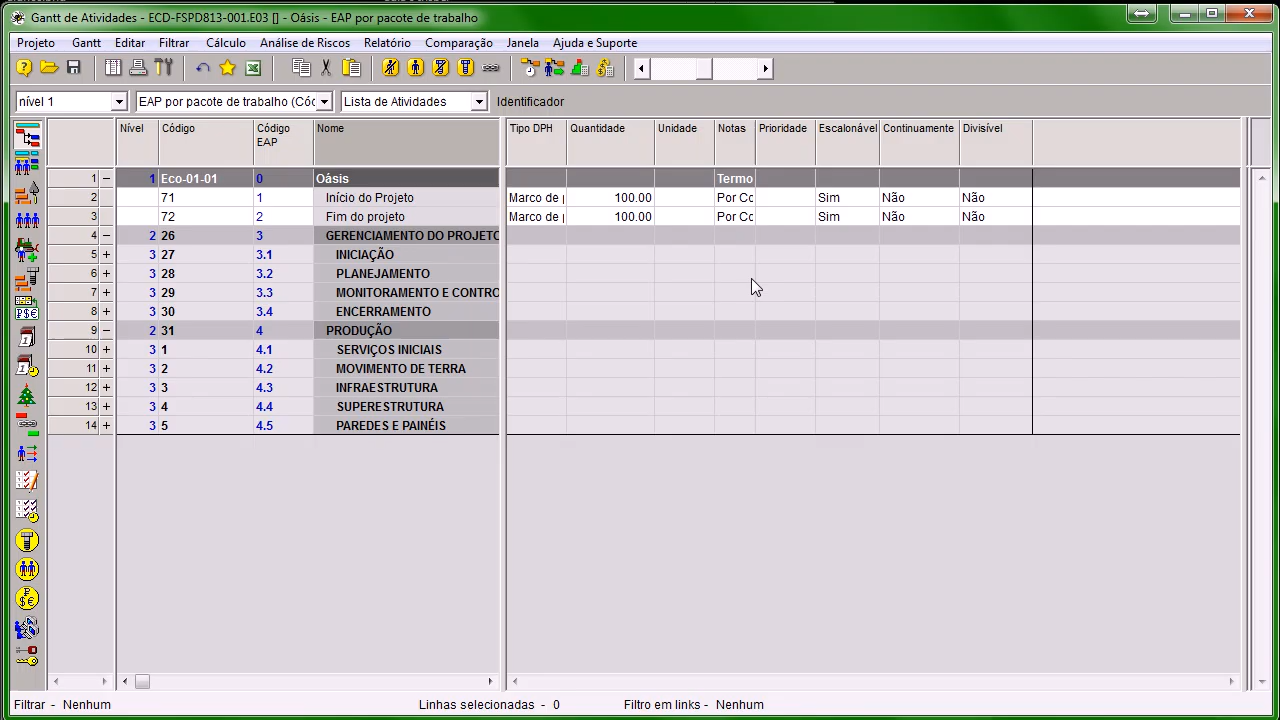 Gantt de Atividades - ECD-FSPD813-001.E03 [] - Oásis - EAP por pacote de trabalho
Projeto Gantt Editar Filtrar Cálculo Análise de Riscos Relatório Comparação Janela Ajuda e Suporte
nível 1 EAP por pacote de trabalho (Cóc Lista de Atividades Identificador
Nível Código Código EAP Nome Tipo DPH Quantidade Unidade Notas Prioridade Escalonável Continuamente Divisível
1 − 1 Eco-01-01 0 Oásis Termo
2 71 1 Início do Projeto Marco de p 100.00 Por Co Sim Não Não
3 72 2 Fim do projeto Marco de p 100.00 Por Co Sim Não Não
4 − 2 26 3 GERENCIAMENTO DO PROJETO
5 + 3 27 3.1 INICIAÇÃO
6 + 3 28 3.2 PLANEJAMENTO
7 + 3 29 3.3 MONITORAMENTO E CONTRO
8 + 3 30 3.4 ENCERRAMENTO
9 − 2 31 4 PRODUÇÃO
10 + 3 1 4.1 SERVIÇOS INICIAIS
11 + 3 2 4.2 MOVIMENTO DE TERRA
12 + 3 3 4.3 INFRAESTRUTURA
13 + 3 4 4.4 SUPERESTRUTURA
14 + 3 5 4.5 PAREDES E PAINÉIS
Filtrar - Nenhum Linhas selecionadas - 0 Filtro em links - Nenhum